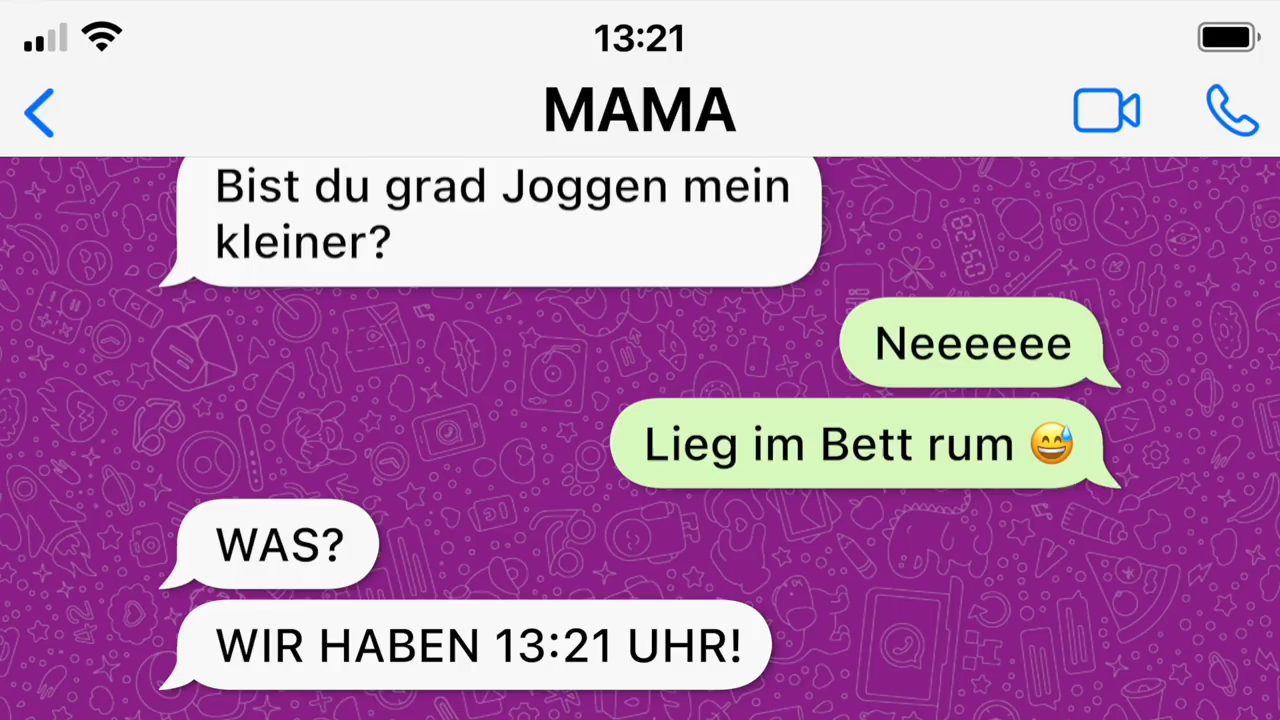 13:21
MAMA
Bist du grad Joggen mein
kleiner?
Neeeeee
Lieg im Bett rum 😅
WAS?
WIR HABEN 13:21 UHR!